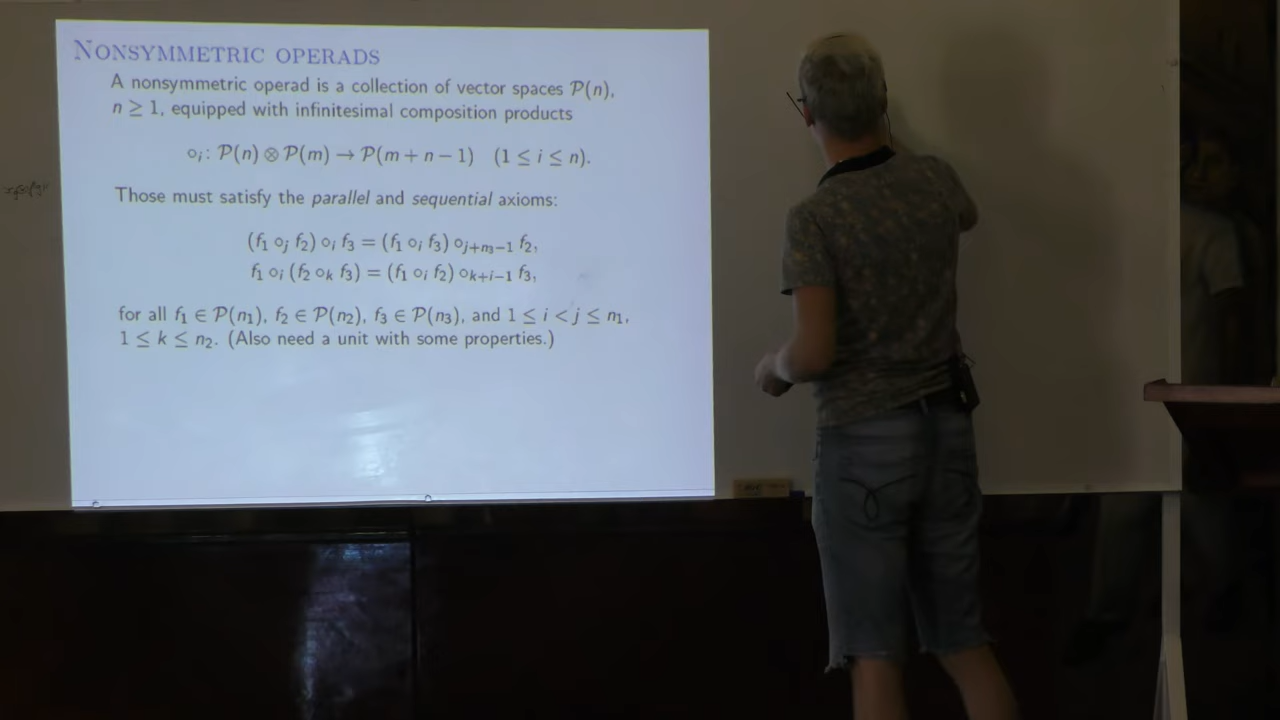 NONSYMMETRIC OPERADS
A nonsymmetric operad is a collection of vector spaces 𝒫(n),
n ≥ 1, equipped with infinitesimal composition products
∘ᵢ: 𝒫(n) ⊗ 𝒫(m) → 𝒫(m + n − 1) (1 ≤ i ≤ n).
Those must satisfy the parallel and sequential axioms:
(f₁ ∘ⱼ f₂) ∘ᵢ f₃ = (f₁ ∘ᵢ f₃) ∘ⱼ₊ₙ₃₋₁ f₂,
f₁ ∘ᵢ (f₂ ∘ₖ f₃) = (f₁ ∘ᵢ f₂) ∘ₖ₊ᵢ₋₁ f₃,
for all f₁ ∈ 𝒫(n₁), f₂ ∈ 𝒫(n₂), f₃ ∈ 𝒫(n₃), and 1 ≤ i < j ≤ n₁,
1 ≤ k ≤ n₂. (Also need a unit with some properties.)